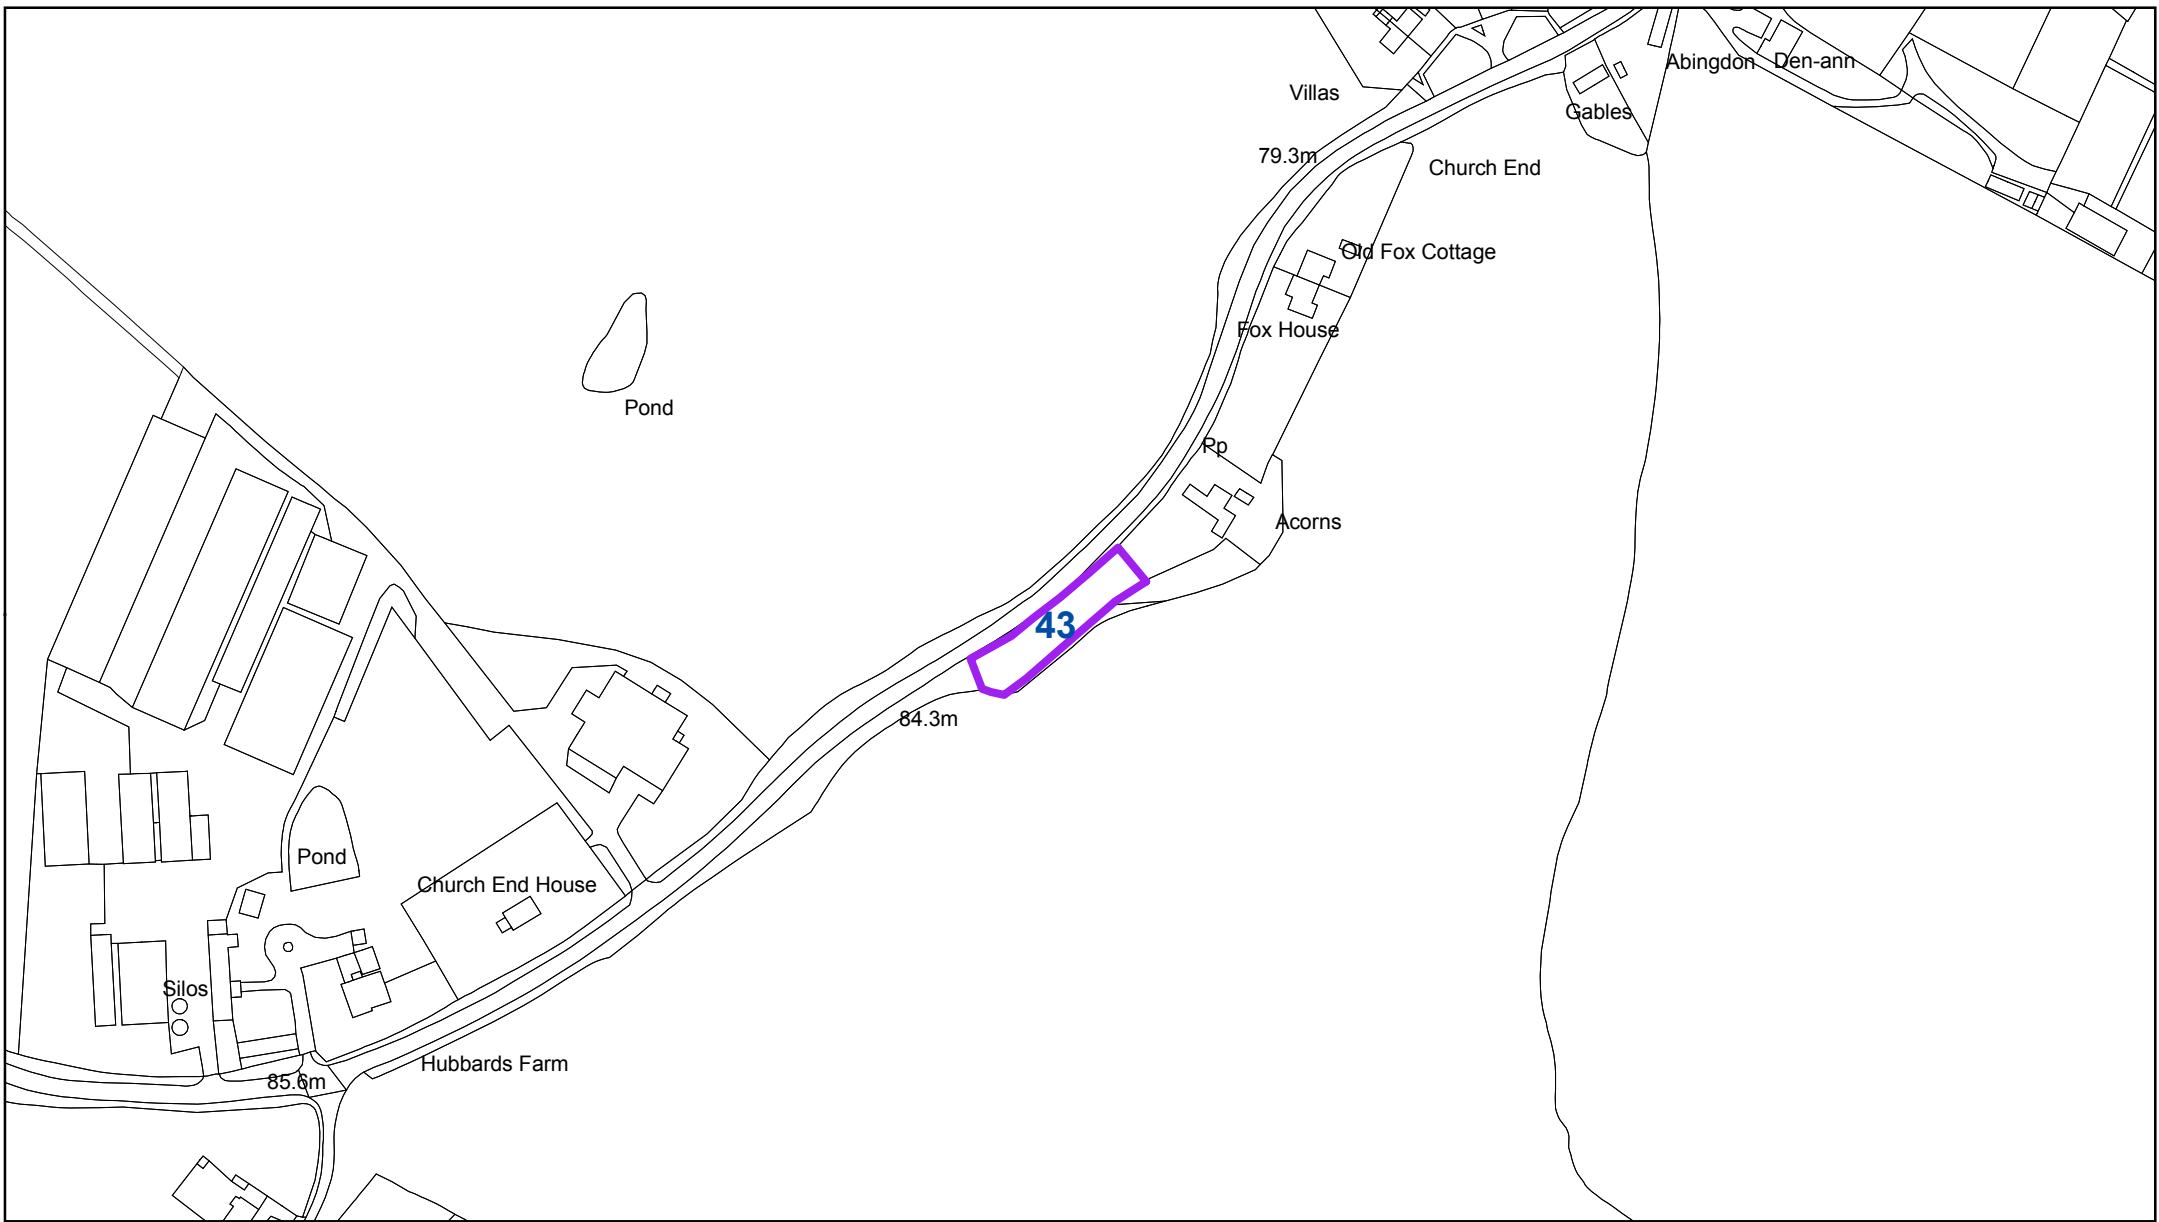 Abingdon
Den-ann
Villas
Gables
79.3m
Church End
Old Fox Cottage
Fox House
Pond
Pp
Acorns
43
84.3m
Pond
Church End House
Silos
Hubbards Farm
85.6m